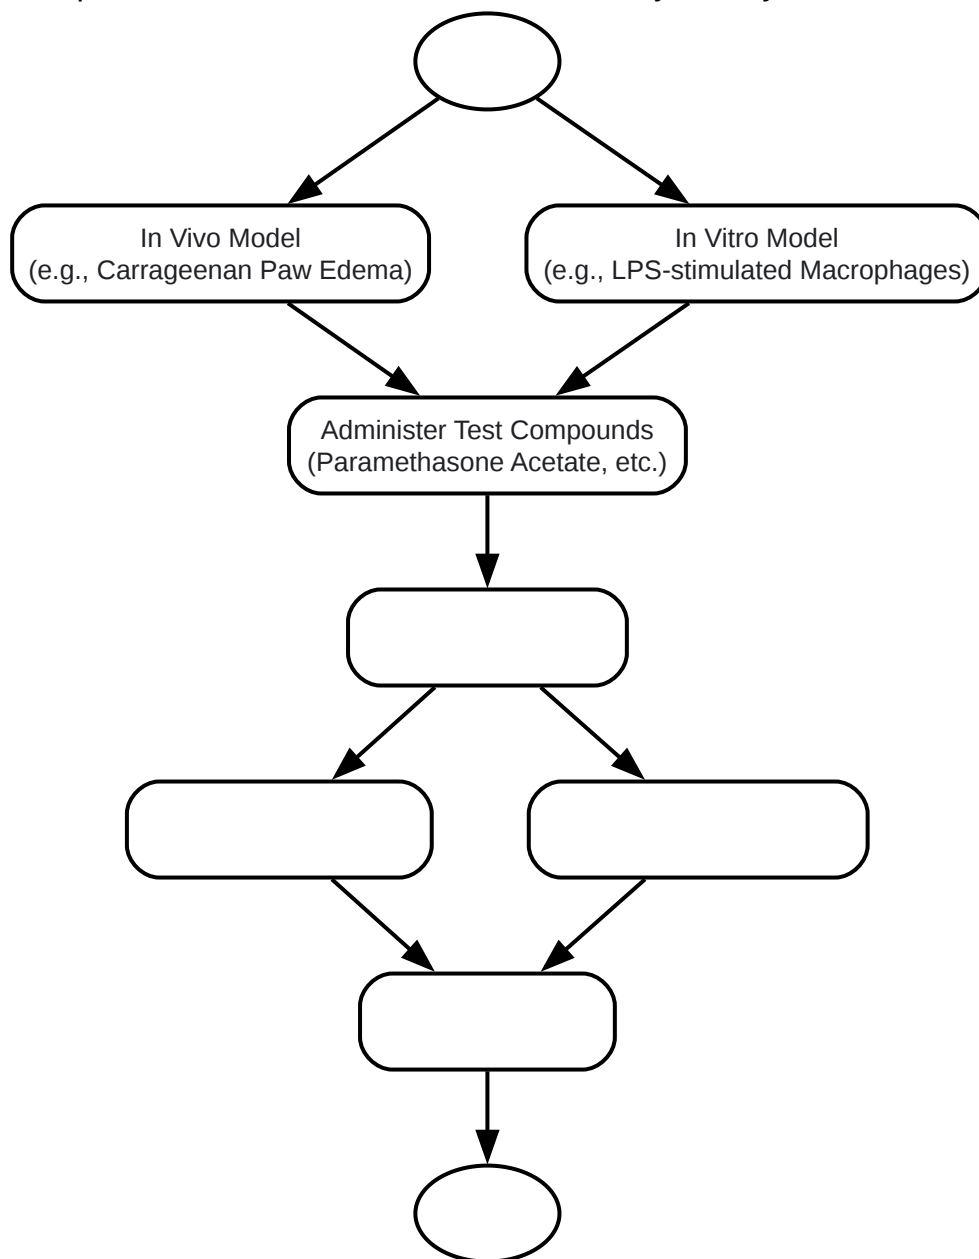 In Vivo Model
(e.g., Carrageenan Paw Edema)
In Vitro Model
(e.g., LPS-stimulated Macrophages)
Administer Test Compounds
(Paramethasone Acetate, etc.)